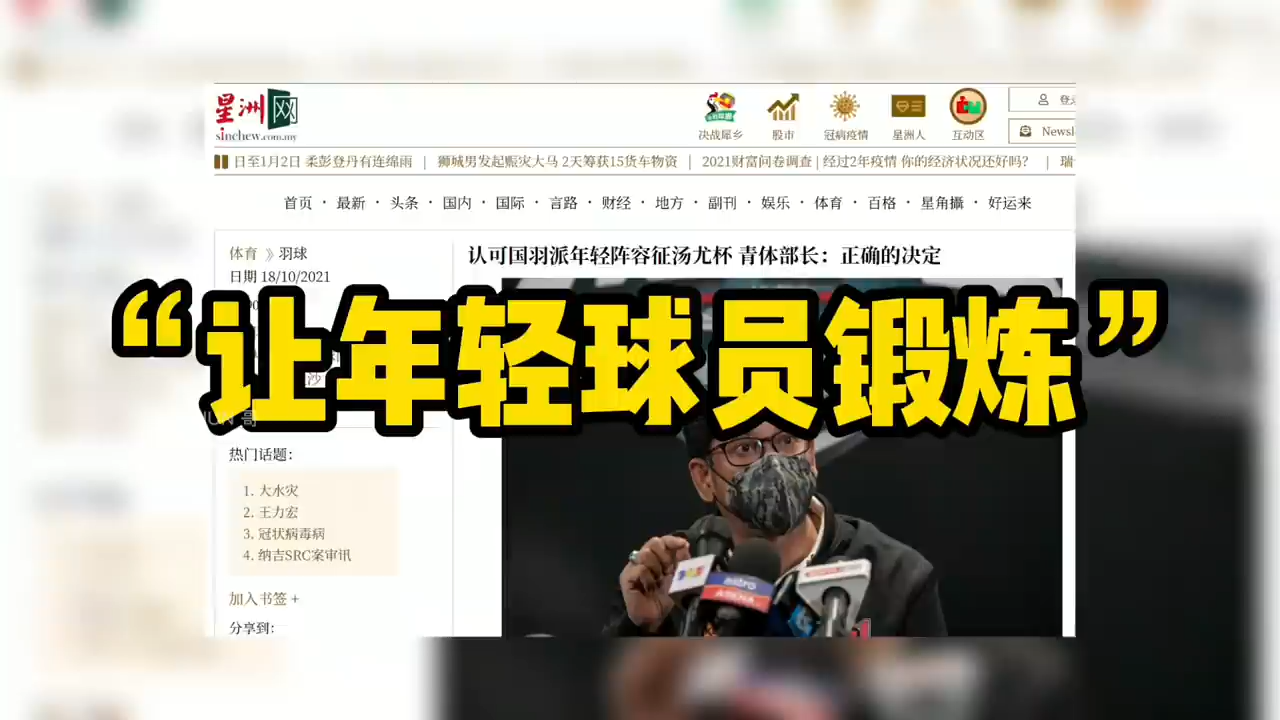 星洲网
sinchew.com.my
决战犀乡 股市 冠病疫情 星洲人 互动区
日至1月2日 柔彭登丹有连绵雨 | 狮城男发起赈灾大马 2天筹获15货车物资 | 2021财富问卷调查 | 经过2年疫情 你的经济状况还好吗? |
首页 · 最新 · 头条 · 国内 · 国际 · 言路 · 财经 · 地方 · 副刊 · 娱乐 · 体育 · 百格 · 星角攝 · 好运来
体育 》羽球
日期 18/10/2021
认可国羽派年轻阵容征汤尤杯 青体部长：正确的决定
“让年轻球员锻炼”
热门话题：
1. 大水灾
2. 王力宏
3. 冠状病毒病
4. 纳吉SRC案审讯
加入书签 +
分享到：
astro
ARENA